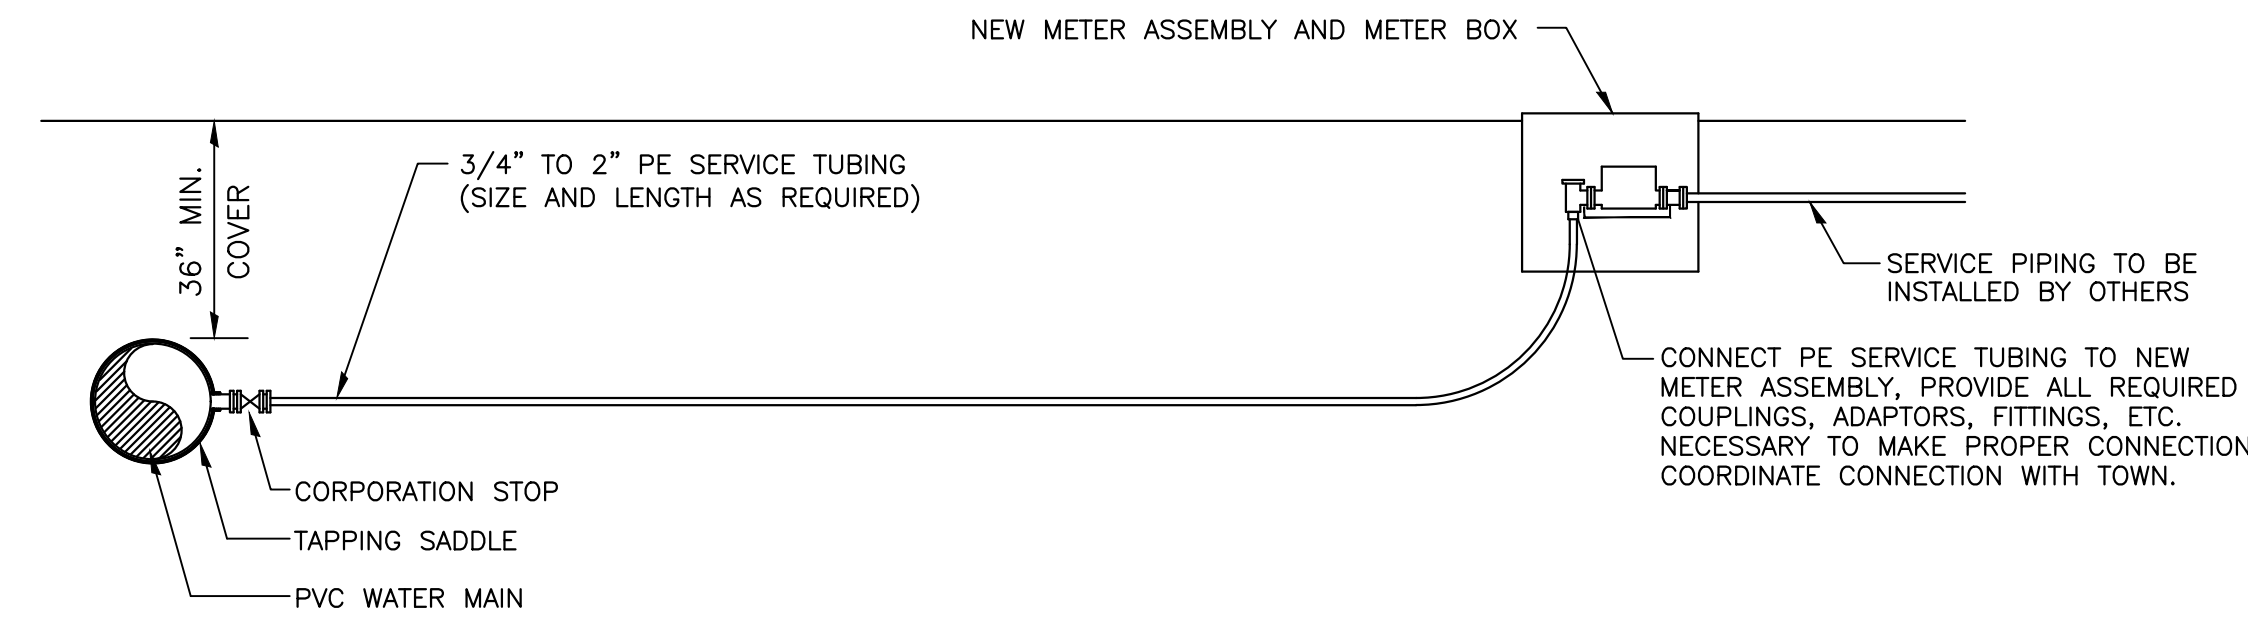 NEW METER ASSEMBLY AND METER BOX
3/4” TO 2” PE SERVICE TUBING
(SIZE AND LENGTH AS REQUIRED)
36” MIN.
COVER
SERVICE PIPING TO BE
INSTALLED BY OTHERS
CONNECT PE SERVICE TUBING TO NEW
METER ASSEMBLY, PROVIDE ALL REQUIRED
COUPLINGS, ADAPTORS, FITTINGS, ETC.
NECESSARY TO MAKE PROPER CONNECTION
COORDINATE CONNECTION WITH TOWN.
CORPORATION STOP
TAPPING SADDLE
PVC WATER MAIN